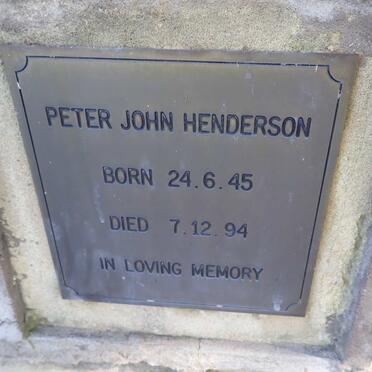 PETER JOHN HENDERSON
BORN 24.6.45
DIED 7.12.94
IN LOVING MEMORY